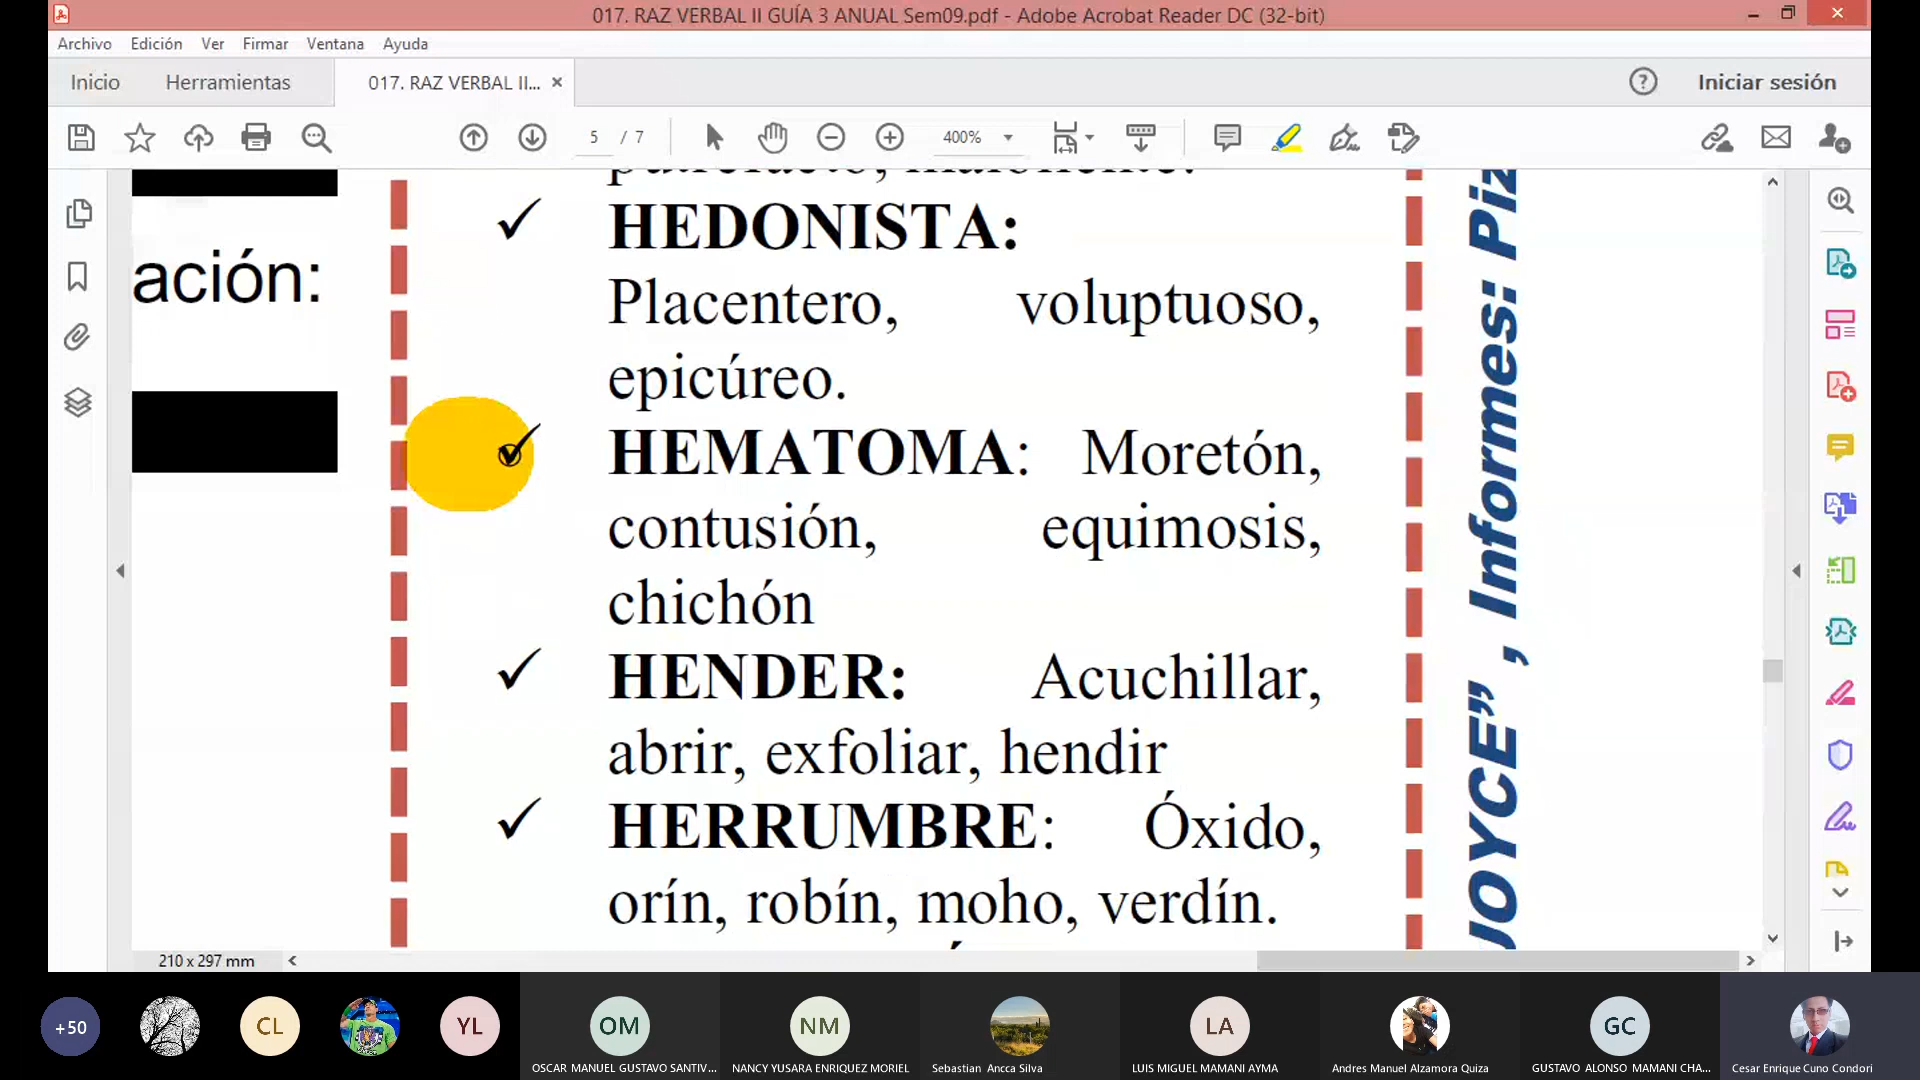 017. RAZ VERBAL II GUÍA 3 ANUAL Sem09.pdf - Adobe Acrobat Reader DC (32-bit)
Archivo Edición Ver Firmar Ventana Ayuda
Inicio Herramientas 017. RAZ VERBAL II... × Iniciar sesión
5 / 7 400%
ación:
HEDONISTA:
Placentero, voluptuoso,
epicúreo.
HEMATOMA: Moretón,
contusión, equimosis,
chichón
HENDER: Acuchillar,
abrir, exfoliar, hendir
HERRUMBRE: Óxido,
orín, robín, moho, verdín.
JOYCE”, Informes:
210 x 297 mm
+50 CL YL OM NM LA GC
OSCAR MANUEL GUSTAVO SANTIV... NANCY YUSARA ENRIQUEZ MORIEL Sebastian Ancca Silva LUIS MIGUEL MAMANI AYMA Andres Manuel Alzamora Quiza GUSTAVO ALONSO MAMANI CHA... Cesar Enrique Cuno Condori